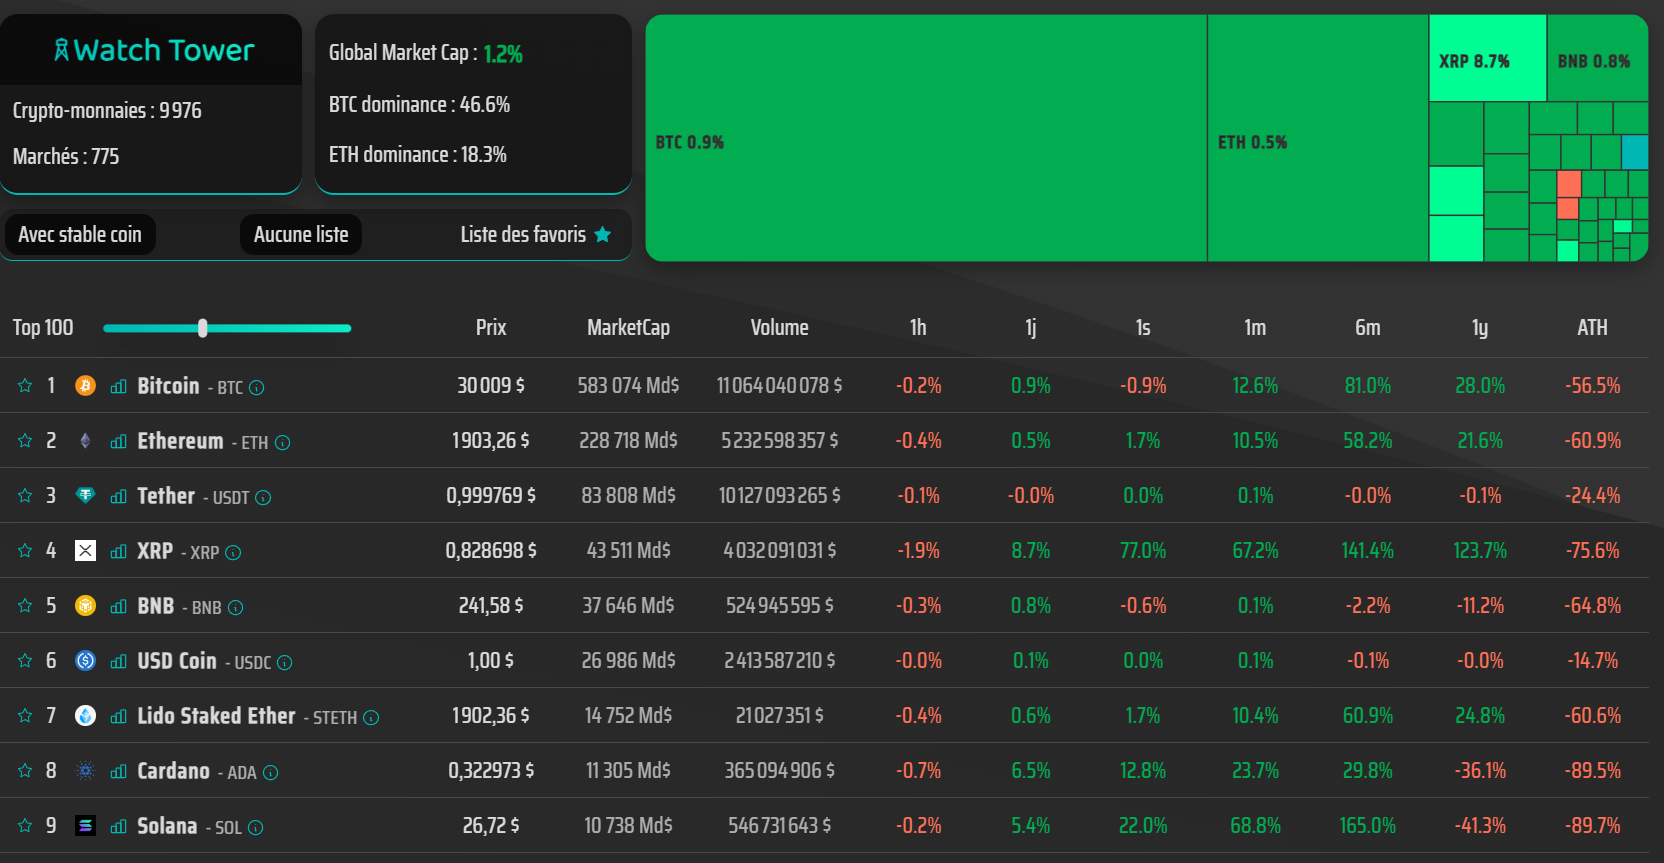 Watch Tower
Crypto-monnaies : 9 976
Marchés : 775
Global Market Cap : 1.2%
BTC dominance : 46.6%
ETH dominance : 18.3%
BTC 0.9%
ETH 0.5%
XRP 8.7%
BNB 0.8%
Avec stable coin
Aucune liste
Liste des favoris
Top 100 Prix MarketCap Volume 1h 1j 1s 1m 6m 1y ATH
1 Bitcoin - BTC 30 009 $ 583 074 Md$ 11 064 040 078 $ -0.2% 0.9% -0.9% 12.6% 81.0% 28.0% -56.5%
2 Ethereum - ETH 1 903,26 $ 228 718 Md$ 5 232 598 357 $ -0.4% 0.5% 1.7% 10.5% 58.2% 21.6% -60.9%
3 Tether - USDT 0,999769 $ 83 808 Md$ 10 127 093 265 $ -0.1% -0.0% 0.0% 0.1% -0.0% -0.1% -24.4%
4 XRP - XRP 0,828698 $ 43 511 Md$ 4 032 091 031 $ -1.9% 8.7% 77.0% 67.2% 141.4% 123.7% -75.6%
5 BNB - BNB 241,58 $ 37 646 Md$ 524 945 595 $ -0.3% 0.8% -0.6% 0.1% -2.2% -11.2% -64.8%
6 USD Coin - USDC 1,00 $ 26 986 Md$ 2 413 587 210 $ -0.0% 0.1% 0.0% 0.1% -0.1% -0.0% -14.7%
7 Lido Staked Ether - STETH 1 902,36 $ 14 752 Md$ 21 027 351 $ -0.4% 0.6% 1.7% 10.4% 60.9% 24.8% -60.6%
8 Cardano - ADA 0,322973 $ 11 305 Md$ 365 094 906 $ -0.7% 6.5% 12.8% 23.7% 29.8% -36.1% -89.5%
9 Solana - SOL 26,72 $ 10 738 Md$ 546 731 643 $ -0.2% 5.4% 22.0% 68.8% 165.0% -41.3% -89.7%